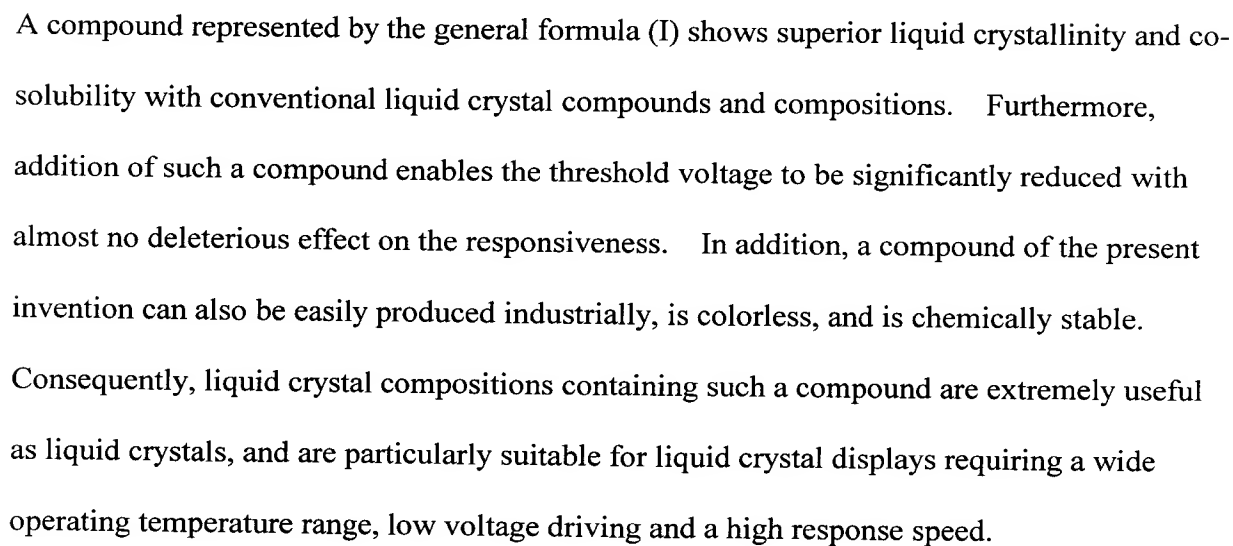 A compound represented by the general formula (I) shows superior liquid crystallinity and co-
solubility with conventional liquid crystal compounds and compositions. Furthermore,
addition of such a compound enables the threshold voltage to be significantly reduced with
almost no deleterious effect on the responsiveness. In addition, a compound of the present
invention can also be easily produced industrially, is colorless, and is chemically stable.
Consequently, liquid crystal compositions containing such a compound are extremely useful
as liquid crystals, and are particularly suitable for liquid crystal displays requiring a wide
operating temperature range, low voltage driving and a high response speed.